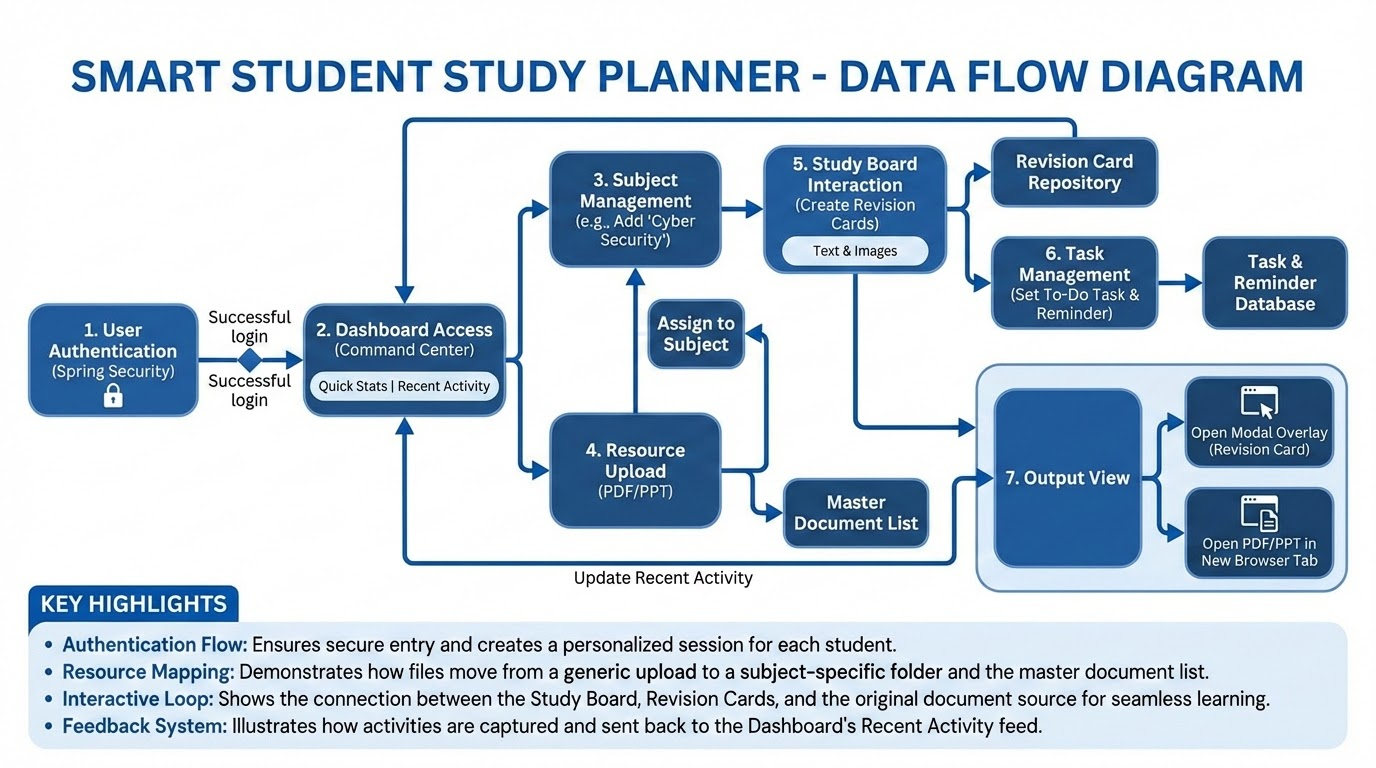 SMART STUDENT STUDY PLANNER - DATA FLOW DIAGRAM
1. User
Authentication
(Spring Security)
Successful
login
Successful
login
2. Dashboard Access
(Command Center)
Quick Stats | Recent Activity
3. Subject
Management
(e.g., Add 'Cyber
Security')
Assign to
Subject
4. Resource
Upload
(PDF/PPT)
Master
Document List
5. Study Board
Interaction
(Create Revision
Cards)
Text & Images
Revision Card
Repository
6. Task
Management
(Set To-Do Task &
Reminder)
Task &
Reminder
Database
7. Output View
Open Modal Overlay
(Revision Card)
Open PDF/PPT in
New Browser Tab
Update Recent Activity
KEY HIGHLIGHTS
• Authentication Flow: Ensures secure entry and creates a personalized session for each student.
• Resource Mapping: Demonstrates how files move from a generic upload to a subject-specific folder and the master document list.
• Interactive Loop: Shows the connection between the Study Board, Revision Cards, and the original document source for seamless learning.
• Feedback System: Illustrates how activities are captured and sent back to the Dashboard's Recent Activity feed.